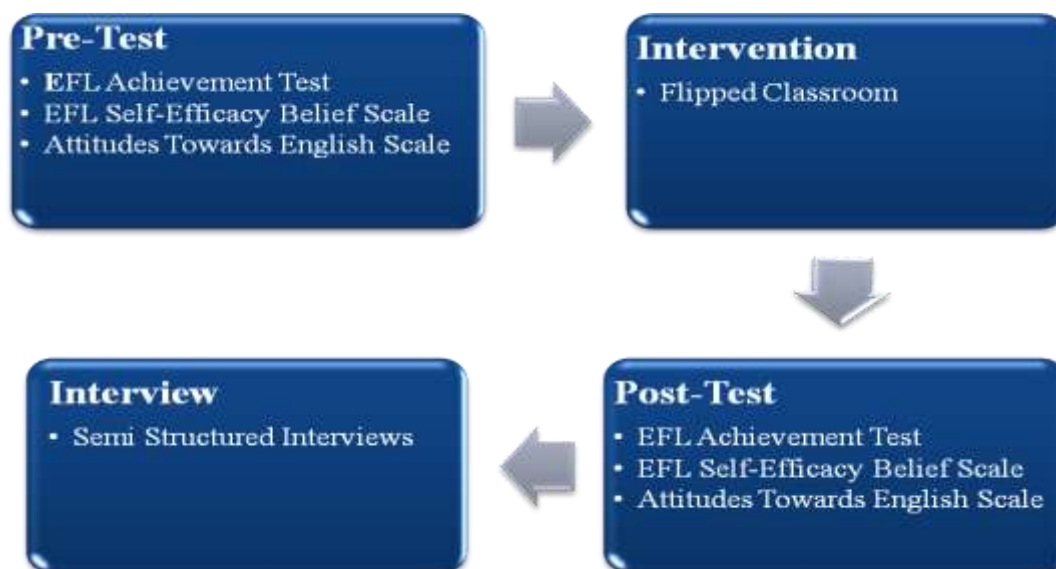 Pre-Test
• EFL Achievement Test
• EFL Self-Efficacy Belief Scale
• Attitudes Towards English Scale
Intervention
• Flipped Classroom
Post-Test
• EFL Achievement Test
• EFL Self-Efficacy Belief Scale
• Attitudes Towards English Scale
Interview
• Semi Structured Interviews